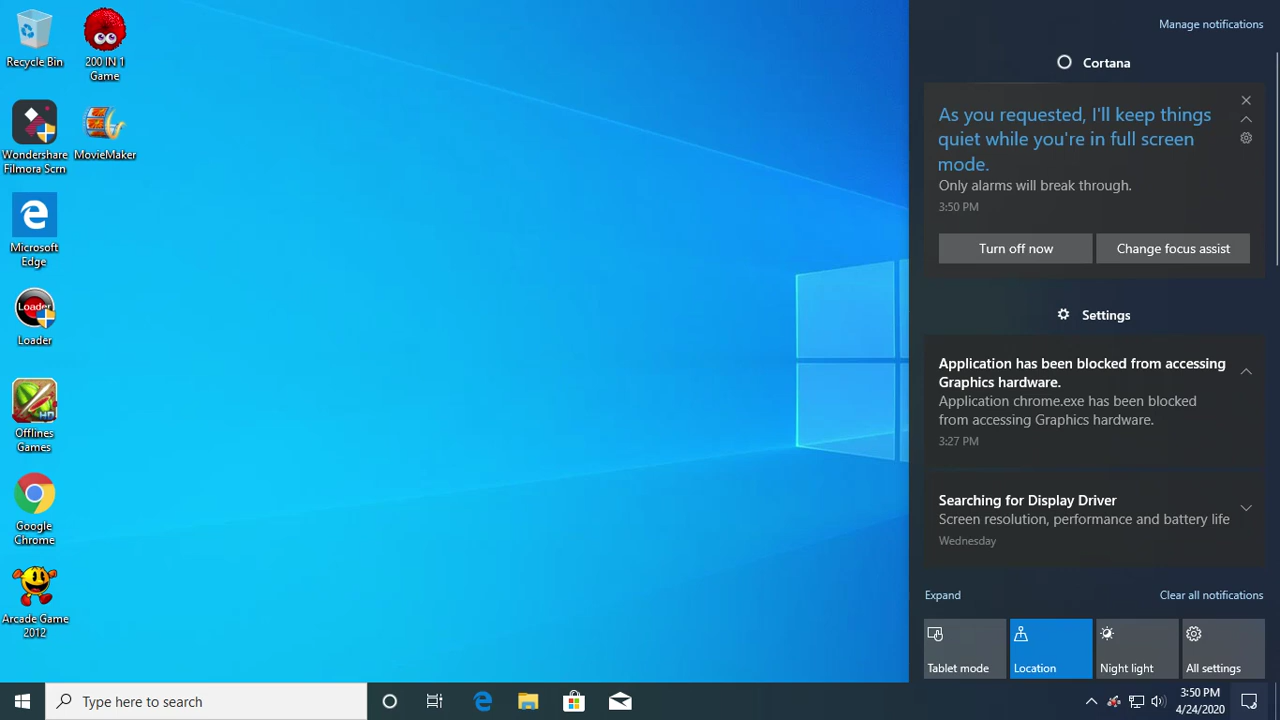 Recycle Bin
200 IN 1
Game
Wondershare
Filmora Scrn
MovieMaker
Microsoft
Edge
Loader
Loader
HD
Offlines
Games
Google
Chrome
Arcade Game
2012
Manage notifications
Cortana
As you requested, I'll keep things
quiet while you're in full screen
mode.
Only alarms will break through.
3:50 PM
Turn off now
Change focus assist
Settings
Application has been blocked from accessing
Graphics hardware.
Application chrome.exe has been blocked
from accessing Graphics hardware.
3:27 PM
Searching for Display Driver
Screen resolution, performance and battery life
Wednesday
Expand
Clear all notifications
Tablet mode
Location
Night light
All settings
Type here to search
3:50 PM
4/24/2020